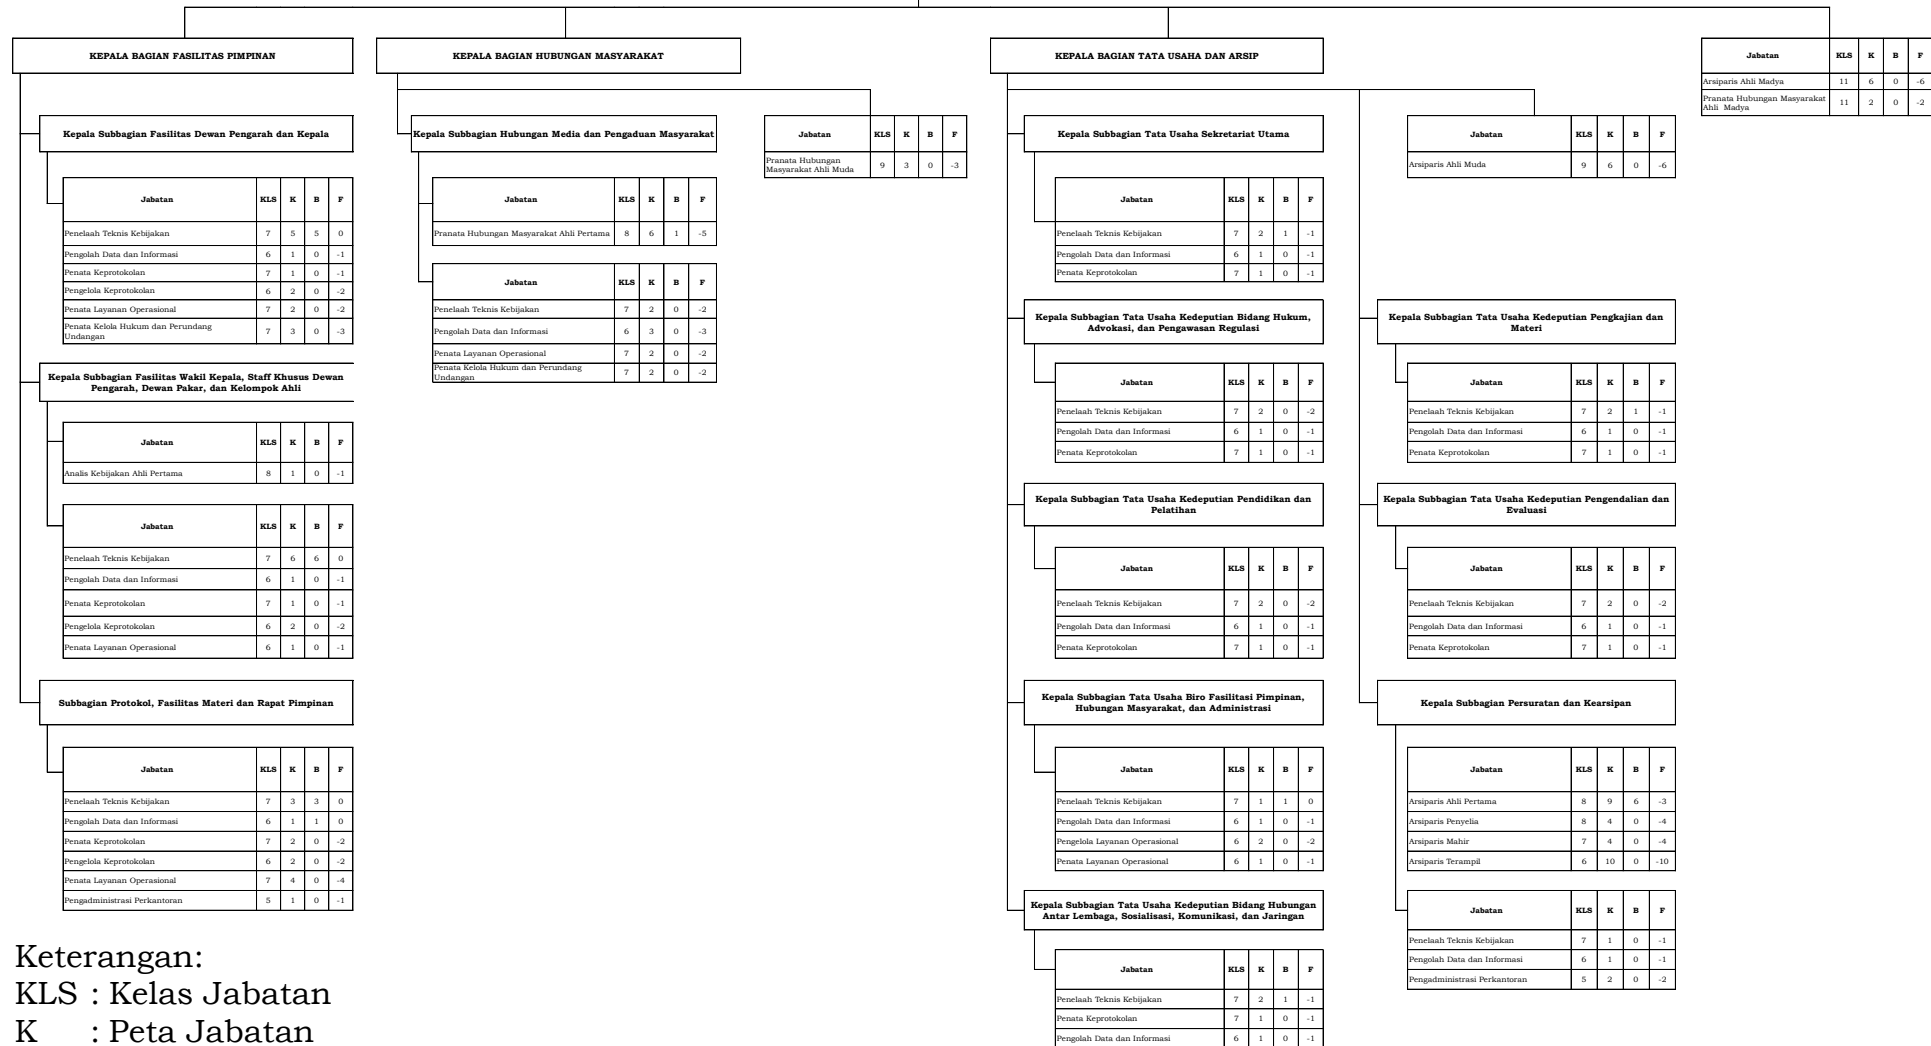 KEPALA BAGIAN FASILITAS PIMPINAN
Kepala Subbagian Fasilitas Dewan Pengarah dan Kepala
Jabatan KLS K B F
Penelaah Teknis Kebijakan 7 5 5 0
Pengolah Data dan Informasi 6 1 0 -1
Penata Keprotokolan 7 1 0 -1
Pengelola Keprotokolan 6 2 0 -2
Penata Layanan Operasional 7 2 0 -2
Penata Kelola Hukum dan Perundang
Undangan 7 3 0 -3
Kepala Subbagian Fasilitas Wakil Kepala, Staff Khusus Dewan
Pengarah, Dewan Pakar, dan Kelompok Ahli
Jabatan KLS K B F
Analis Kebijakan Ahli Pertama 8 1 0 -1
Jabatan KLS K B F
Penelaah Teknis Kebijakan 7 6 6 0
Pengolah Data dan Informasi 6 1 0 -1
Penata Keprotokolan 7 1 0 -1
Pengelola Keprotokolan 6 2 0 -2
Penata Layanan Operasional 6 1 0 -1
Subbagian Protokol, Fasilitas Materi dan Rapat Pimpinan
Jabatan KLS K B F
Penelaah Teknis Kebijakan 7 3 3 0
Pengolah Data dan Informasi 6 1 1 0
Penata Keprotokolan 7 2 0 -2
Pengelola Keprotokolan 6 2 0 -2
Penata Layanan Operasional 7 4 0 -4
Pengadministrasi Perkantoran 5 1 0 -1
KEPALA BAGIAN HUBUNGAN MASYARAKAT
Kepala Subbagian Hubungan Media dan Pengaduan Masyarakat
Jabatan KLS K B F
Pranata Hubungan Masyarakat Ahli Pertama 8 6 1 -5
Jabatan KLS K B F
Penelaah Teknis Kebijakan 7 2 0 -2
Pengolah Data dan Informasi 6 3 0 -3
Penata Layanan Operasional 7 2 0 -2
Penata Kelola Hukum dan Perundang
Undangan 7 2 0 -2
Jabatan KLS K B F
Pranata Hubungan
Masyarakat Ahli Muda 9 3 0 -3
KEPALA BAGIAN TATA USAHA DAN ARSIP
Kepala Subbagian Tata Usaha Sekretariat Utama
Jabatan KLS K B F
Penelaah Teknis Kebijakan 7 2 1 -1
Pengolah Data dan Informasi 6 1 0 -1
Penata Keprotokolan 7 1 0 -1
Kepala Subbagian Tata Usaha Kedeputian Bidang Hukum,
Advokasi, dan Pengawasan Regulasi
Jabatan KLS K B F
Penelaah Teknis Kebijakan 7 2 0 -2
Pengolah Data dan Informasi 6 1 0 -1
Penata Keprotokolan 7 1 0 -1
Kepala Subbagian Tata Usaha Kedeputian Pendidikan dan
Pelatihan
Jabatan KLS K B F
Penelaah Teknis Kebijakan 7 2 0 -2
Pengolah Data dan Informasi 6 1 0 -1
Penata Keprotokolan 7 1 0 -1
Kepala Subbagian Tata Usaha Biro Fasilitasi Pimpinan,
Hubungan Masyarakat, dan Administrasi
Jabatan KLS K B F
Penelaah Teknis Kebijakan 7 1 1 0
Pengolah Data dan Informasi 6 1 0 -1
Pengelola Layanan Operasional 6 2 0 -2
Penata Layanan Operasional 6 1 0 -1
Kepala Subbagian Tata Usaha Kedeputian Bidang Hubungan
Antar Lembaga, Sosialisasi, Komunikasi, dan Jaringan
Jabatan KLS K B F
Penelaah Teknis Kebijakan 7 2 1 -1
Penata Keprotokolan 7 1 0 -1
Pengolah Data dan Informasi 6 1 0 -1
Jabatan KLS K B F
Arsiparis Ahli Muda 9 6 0 -6
Kepala Subbagian Tata Usaha Kedeputian Pengkajian dan
Materi
Jabatan KLS K B F
Penelaah Teknis Kebijakan 7 2 1 -1
Pengolah Data dan Informasi 6 1 0 -1
Penata Keprotokolan 7 1 0 -1
Kepala Subbagian Tata Usaha Kedeputian Pengendalian dan
Evaluasi
Jabatan KLS K B F
Penelaah Teknis Kebijakan 7 2 0 -2
Pengolah Data dan Informasi 6 1 0 -1
Penata Keprotokolan 7 1 0 -1
Kepala Subbagian Persuratan dan Kearsipan
Jabatan KLS K B F
Arsiparis Ahli Pertama 8 9 6 -3
Arsiparis Penyelia 8 4 0 -4
Arsiparis Mahir 7 4 0 -4
Arsiparis Terampil 6 10 0 -10
Jabatan KLS K B F
Penelaah Teknis Kebijakan 7 1 0 -1
Pengolah Data dan Informasi 6 1 0 -1
Pengadministrasi Perkantoran 5 2 0 -2
Jabatan KLS K B F
Arsiparis Ahli Madya 11 6 0 -6
Pranata Hubungan Masyarakat
Ahli Madya 11 2 0 -2
Keterangan:
KLS : Kelas Jabatan
K : Peta Jabatan